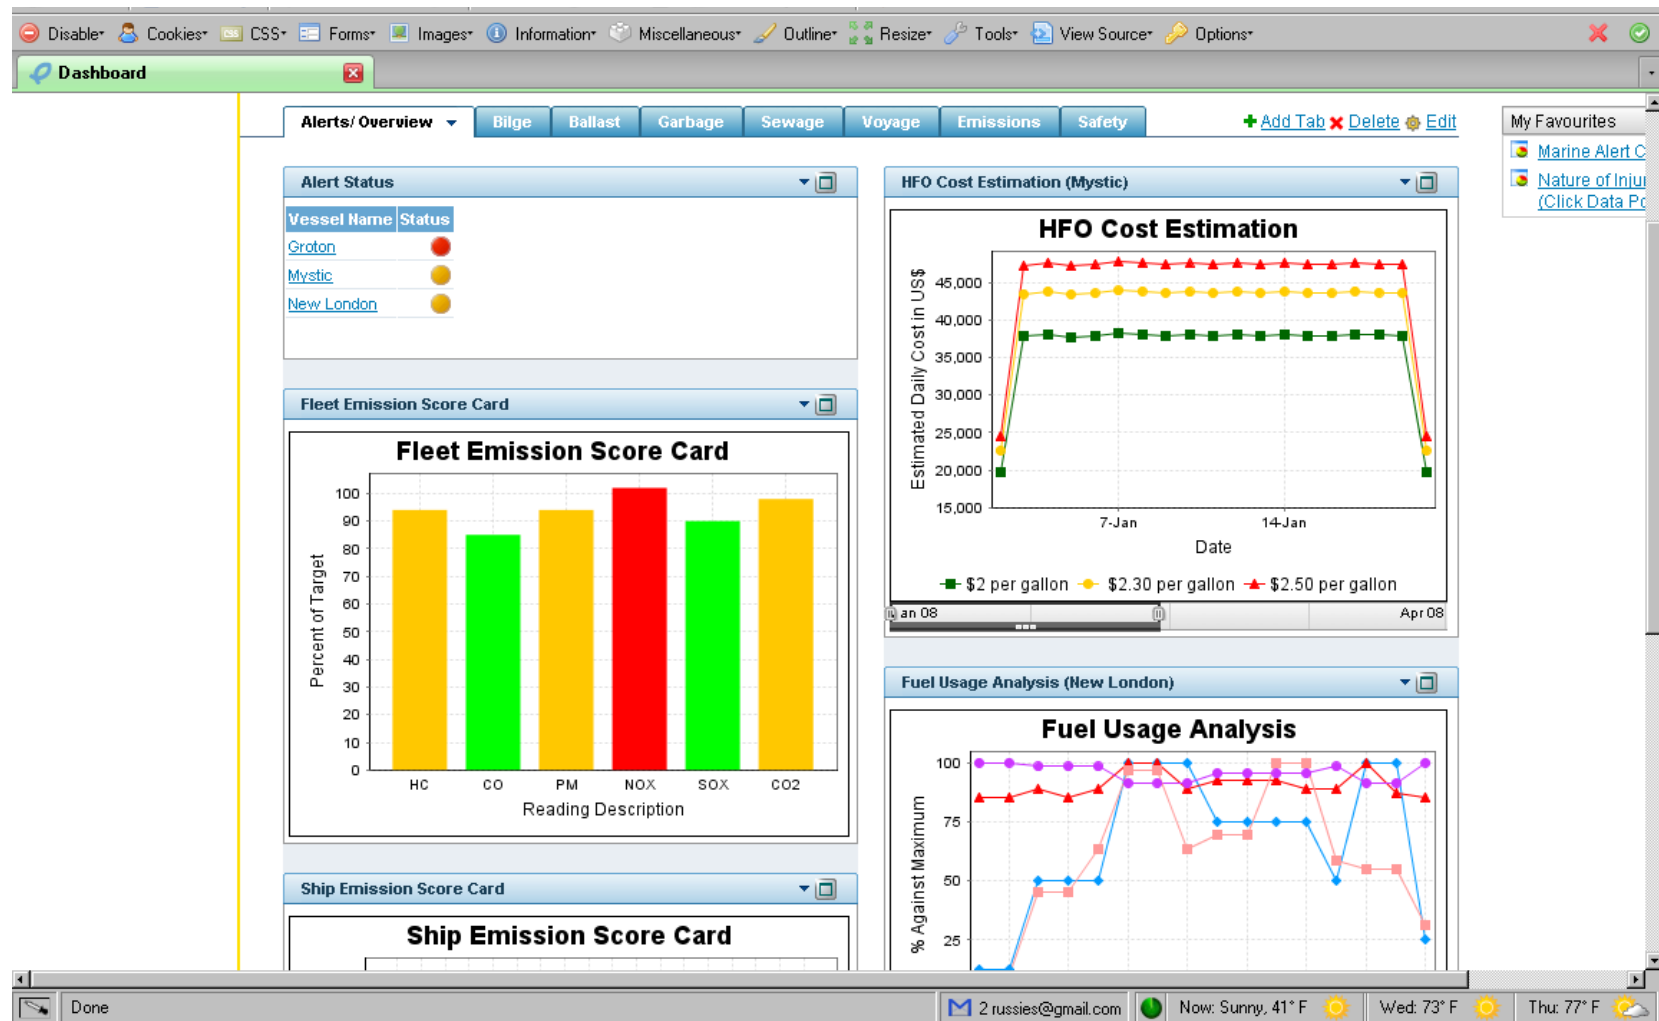 Disable Cookies CSS Forms Images Information Miscellaneous Outline Resize Tools View Source Options
Dashboard
Alerts/Overview Bilge Ballast Garbage Sewage Voyage Emissions Safety Add Tab Delete Edit
My Favourites
Marine Alert C
Nature of Injur
(Click Data Po
Alert Status
Vessel Name Status
Groton
Mystic
New London
HFO Cost Estimation (Mystic)
HFO Cost Estimation
Estimated Daily Cost in US$
45,000
40,000
35,000
30,000
25,000
20,000
15,000
7-Jan 14-Jan
Date
$2 per gallon $2.30 per gallon $2.50 per gallon
an 08 Apr 08
Fleet Emission Score Card
Fleet Emission Score Card
Percent of Target
100
90
80
70
60
50
40
30
20
10
0
HC CO PM NOX SOX CO2
Reading Description
Fuel Usage Analysis (New London)
Fuel Usage Analysis
% Against Maximum
100
75
50
25
Ship Emission Score Card
Ship Emission Score Card
Done 2 russies@gmail.com Now: Sunny, 41° F Wed: 73° F Thu: 77° F